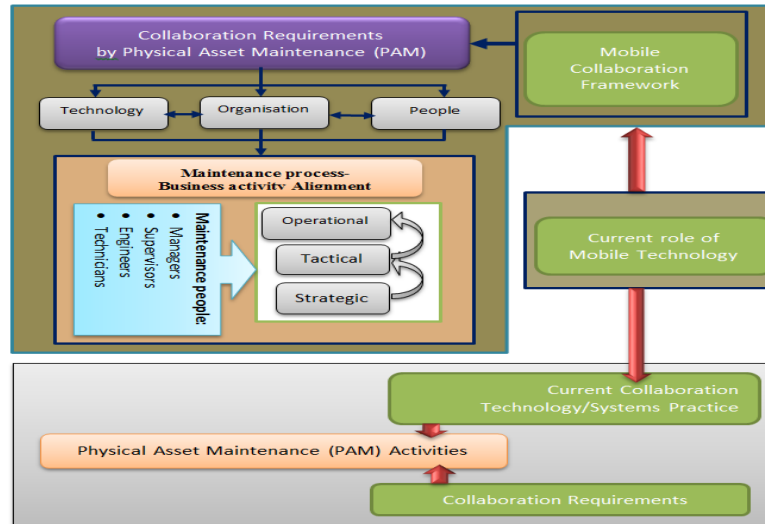 Collaboration Requirements
by Physical Asset Maintenance (PAM)
Mobile
Collaboration
Framework
Technology
Organisation
People
Maintenance process-
Business activity Alignment
Maintenance people:
• Managers
• Supervisors
• Engineers
• Technicians
Operational
Tactical
Strategic
Current role of
Mobile Technology
Current Collaboration
Technology/Systems Practice
Physical Asset Maintenance (PAM) Activities
Collaboration Requirements